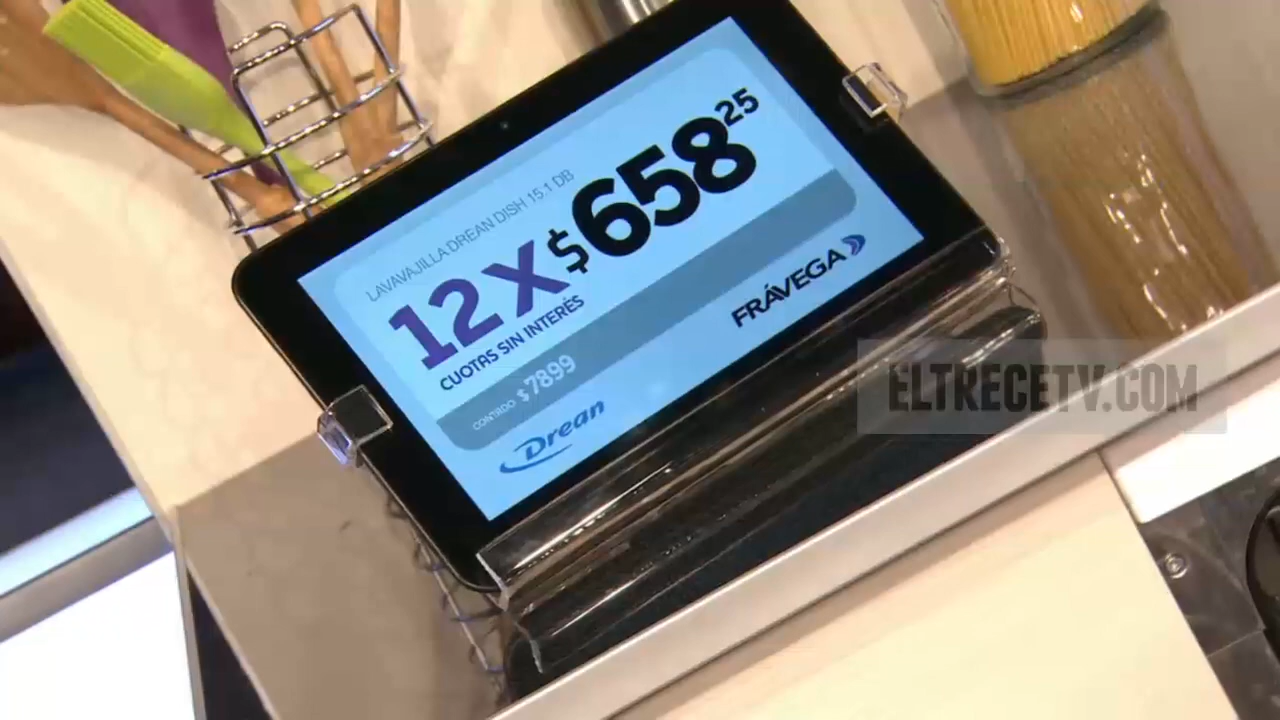 LAVAVAJILLA DREAN DISH 15.1 DB
12 X $658 25
CUOTAS SIN INTERÉS
CONTADO $7899
Drean
FRÁVEGA
ELTRECETV.COM